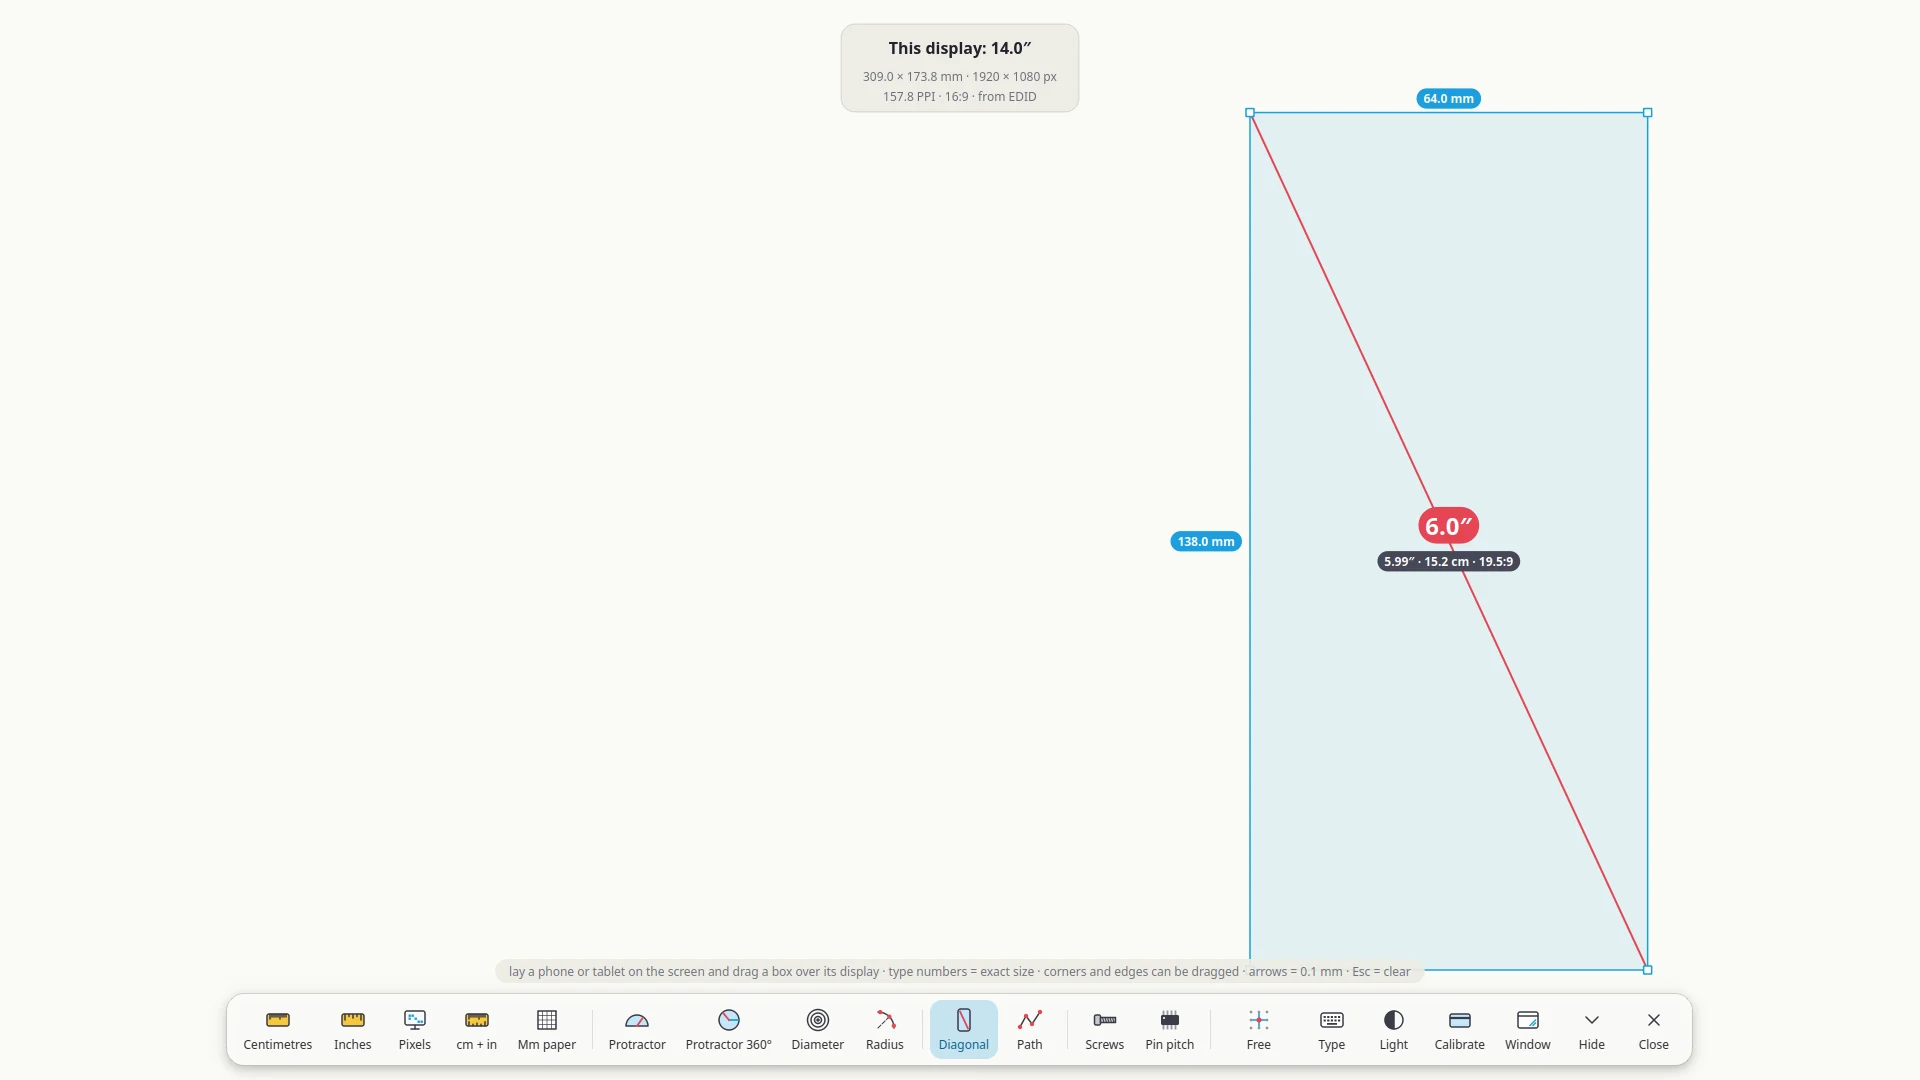 This display: 14.0″
309.0 × 173.8 mm · 1920 × 1080 px
157.8 PPI · 16:9 · from EDID
64.0 mm
6.0″
138.0 mm
5.99″ · 15.2 cm · 19.5:9
lay a phone or tablet on the screen and drag a box over its display · type numbers = exact size · corners and edges can be dragged · arrows = 0.1 mm · Esc = clear
Centimetres Inches Pixels cm + in Mm paper Protractor Protractor 360° Diameter Radius Diagonal Path Screws Pin pitch Free Type Light Calibrate Window Hide Close